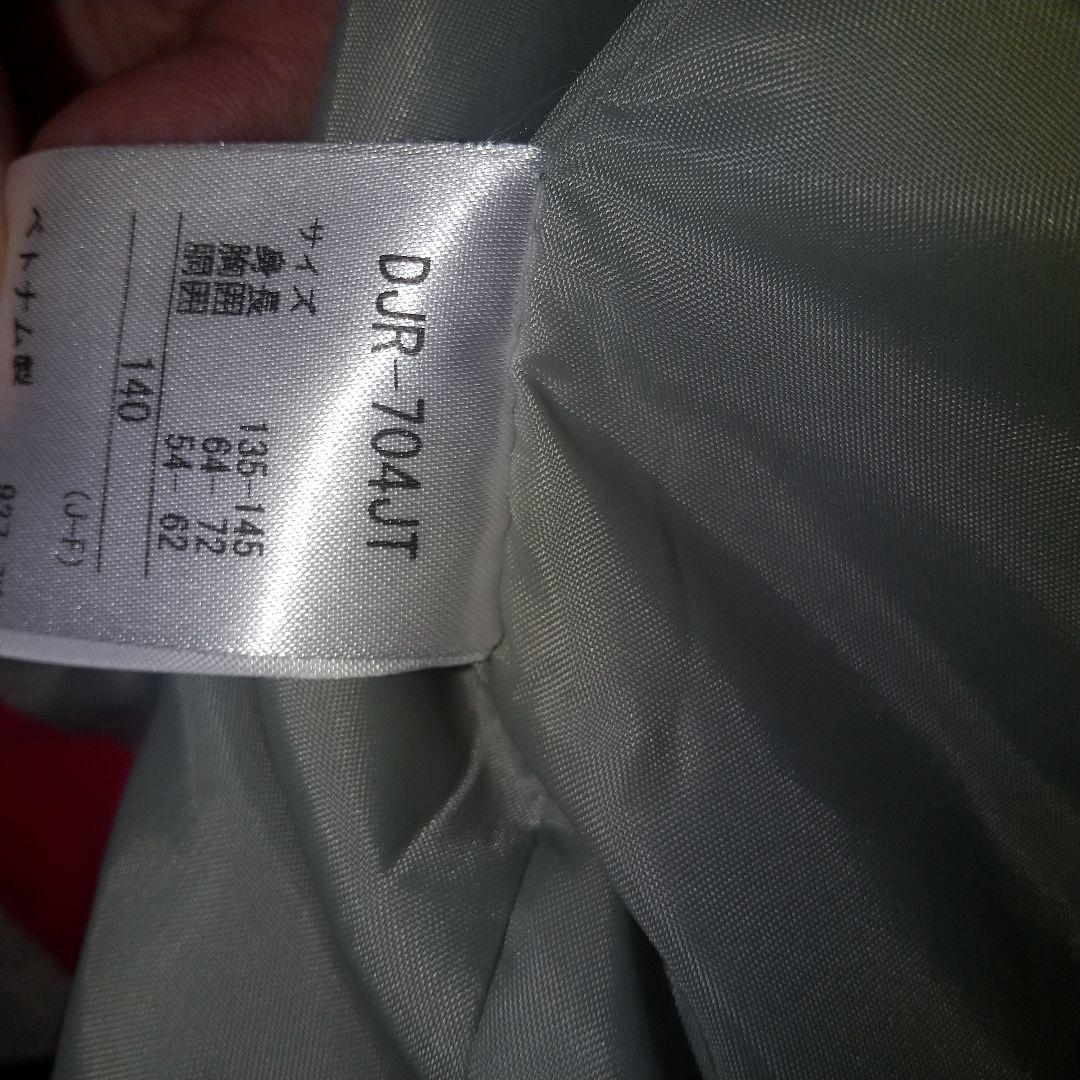 DJR-704JT
サイズ
身長 135-145
胸囲 64- 72
胴囲 54- 62
140
(J-F)
ベトナム製